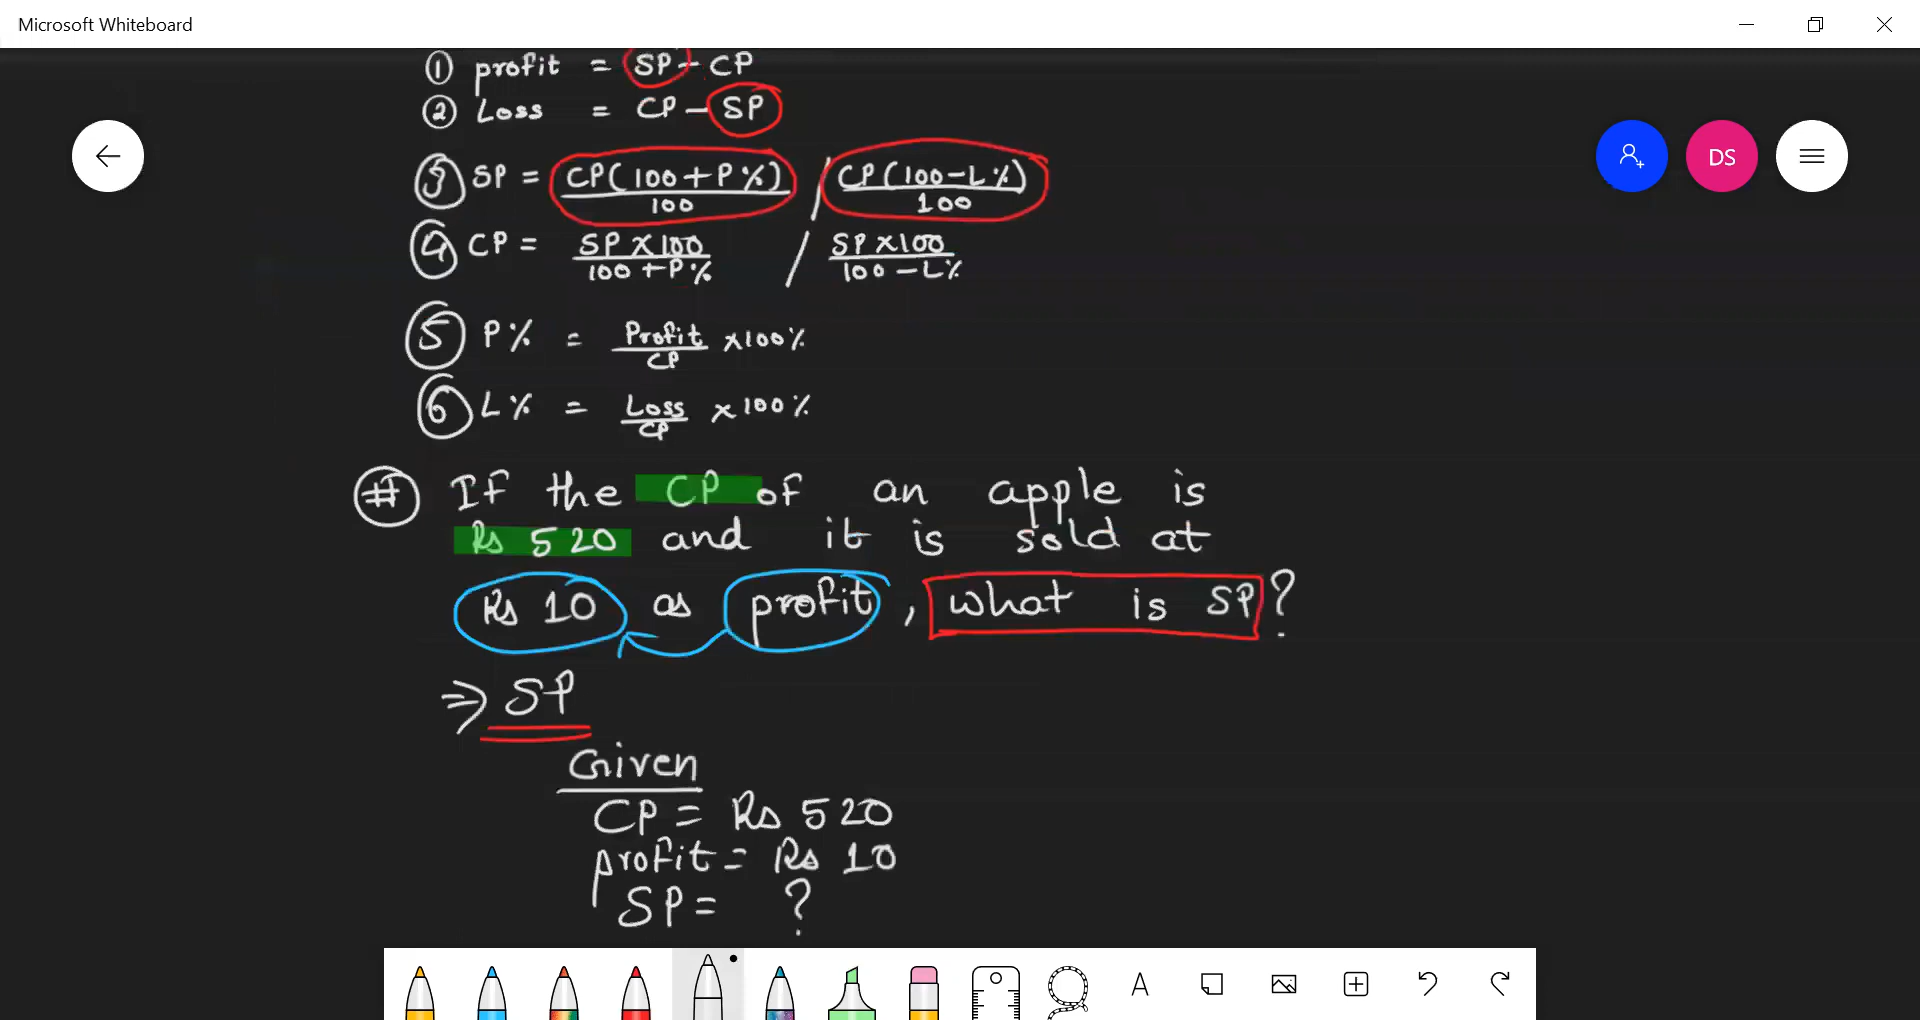 Microsoft Whiteboard
① profit = SP - CP
② Loss = CP - SP
③ SP = CP(100+P%)/100 / CP(100-L%)/100
④ CP = SP×100/100+P% / SP×100/100-L%
⑤ P% = Profit/CP ×100%
⑥ L% = Loss/CP ×100%
DS
# If the CP of an apple is
Rs 520 and it is sold at
Rs 10 as profit, what is SP?
⇒ SP
Given
CP = Rs 520
profit = Rs 10
SP = ?
A